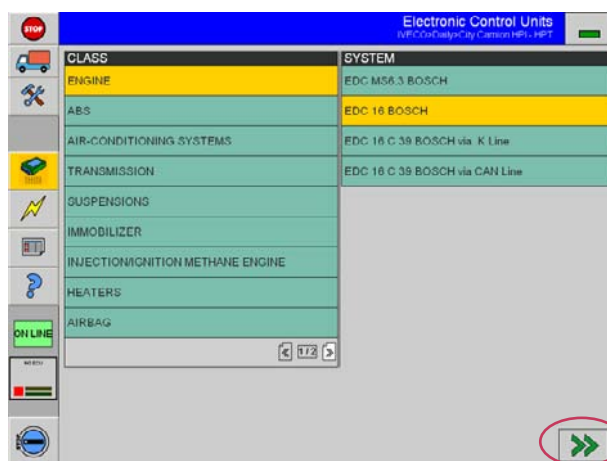 STOP
Electronic Control Units
IVECO>Daily>City Camion HPI - HPT
CLASS
SYSTEM
ENGINE
EDC MS6.3 BOSCH
ABS
EDC 16 BOSCH
AIR-CONDITIONING SYSTEMS
EDC 16 C 39 BOSCH via K Line
TRANSMISSION
EDC 16 C 39 BOSCH via CAN Line
SUSPENSIONS
IMMOBILIZER
INJECTION/IGNITION METHANE ENGINE
HEATERS
AIRBAG
1/2
ON LINE